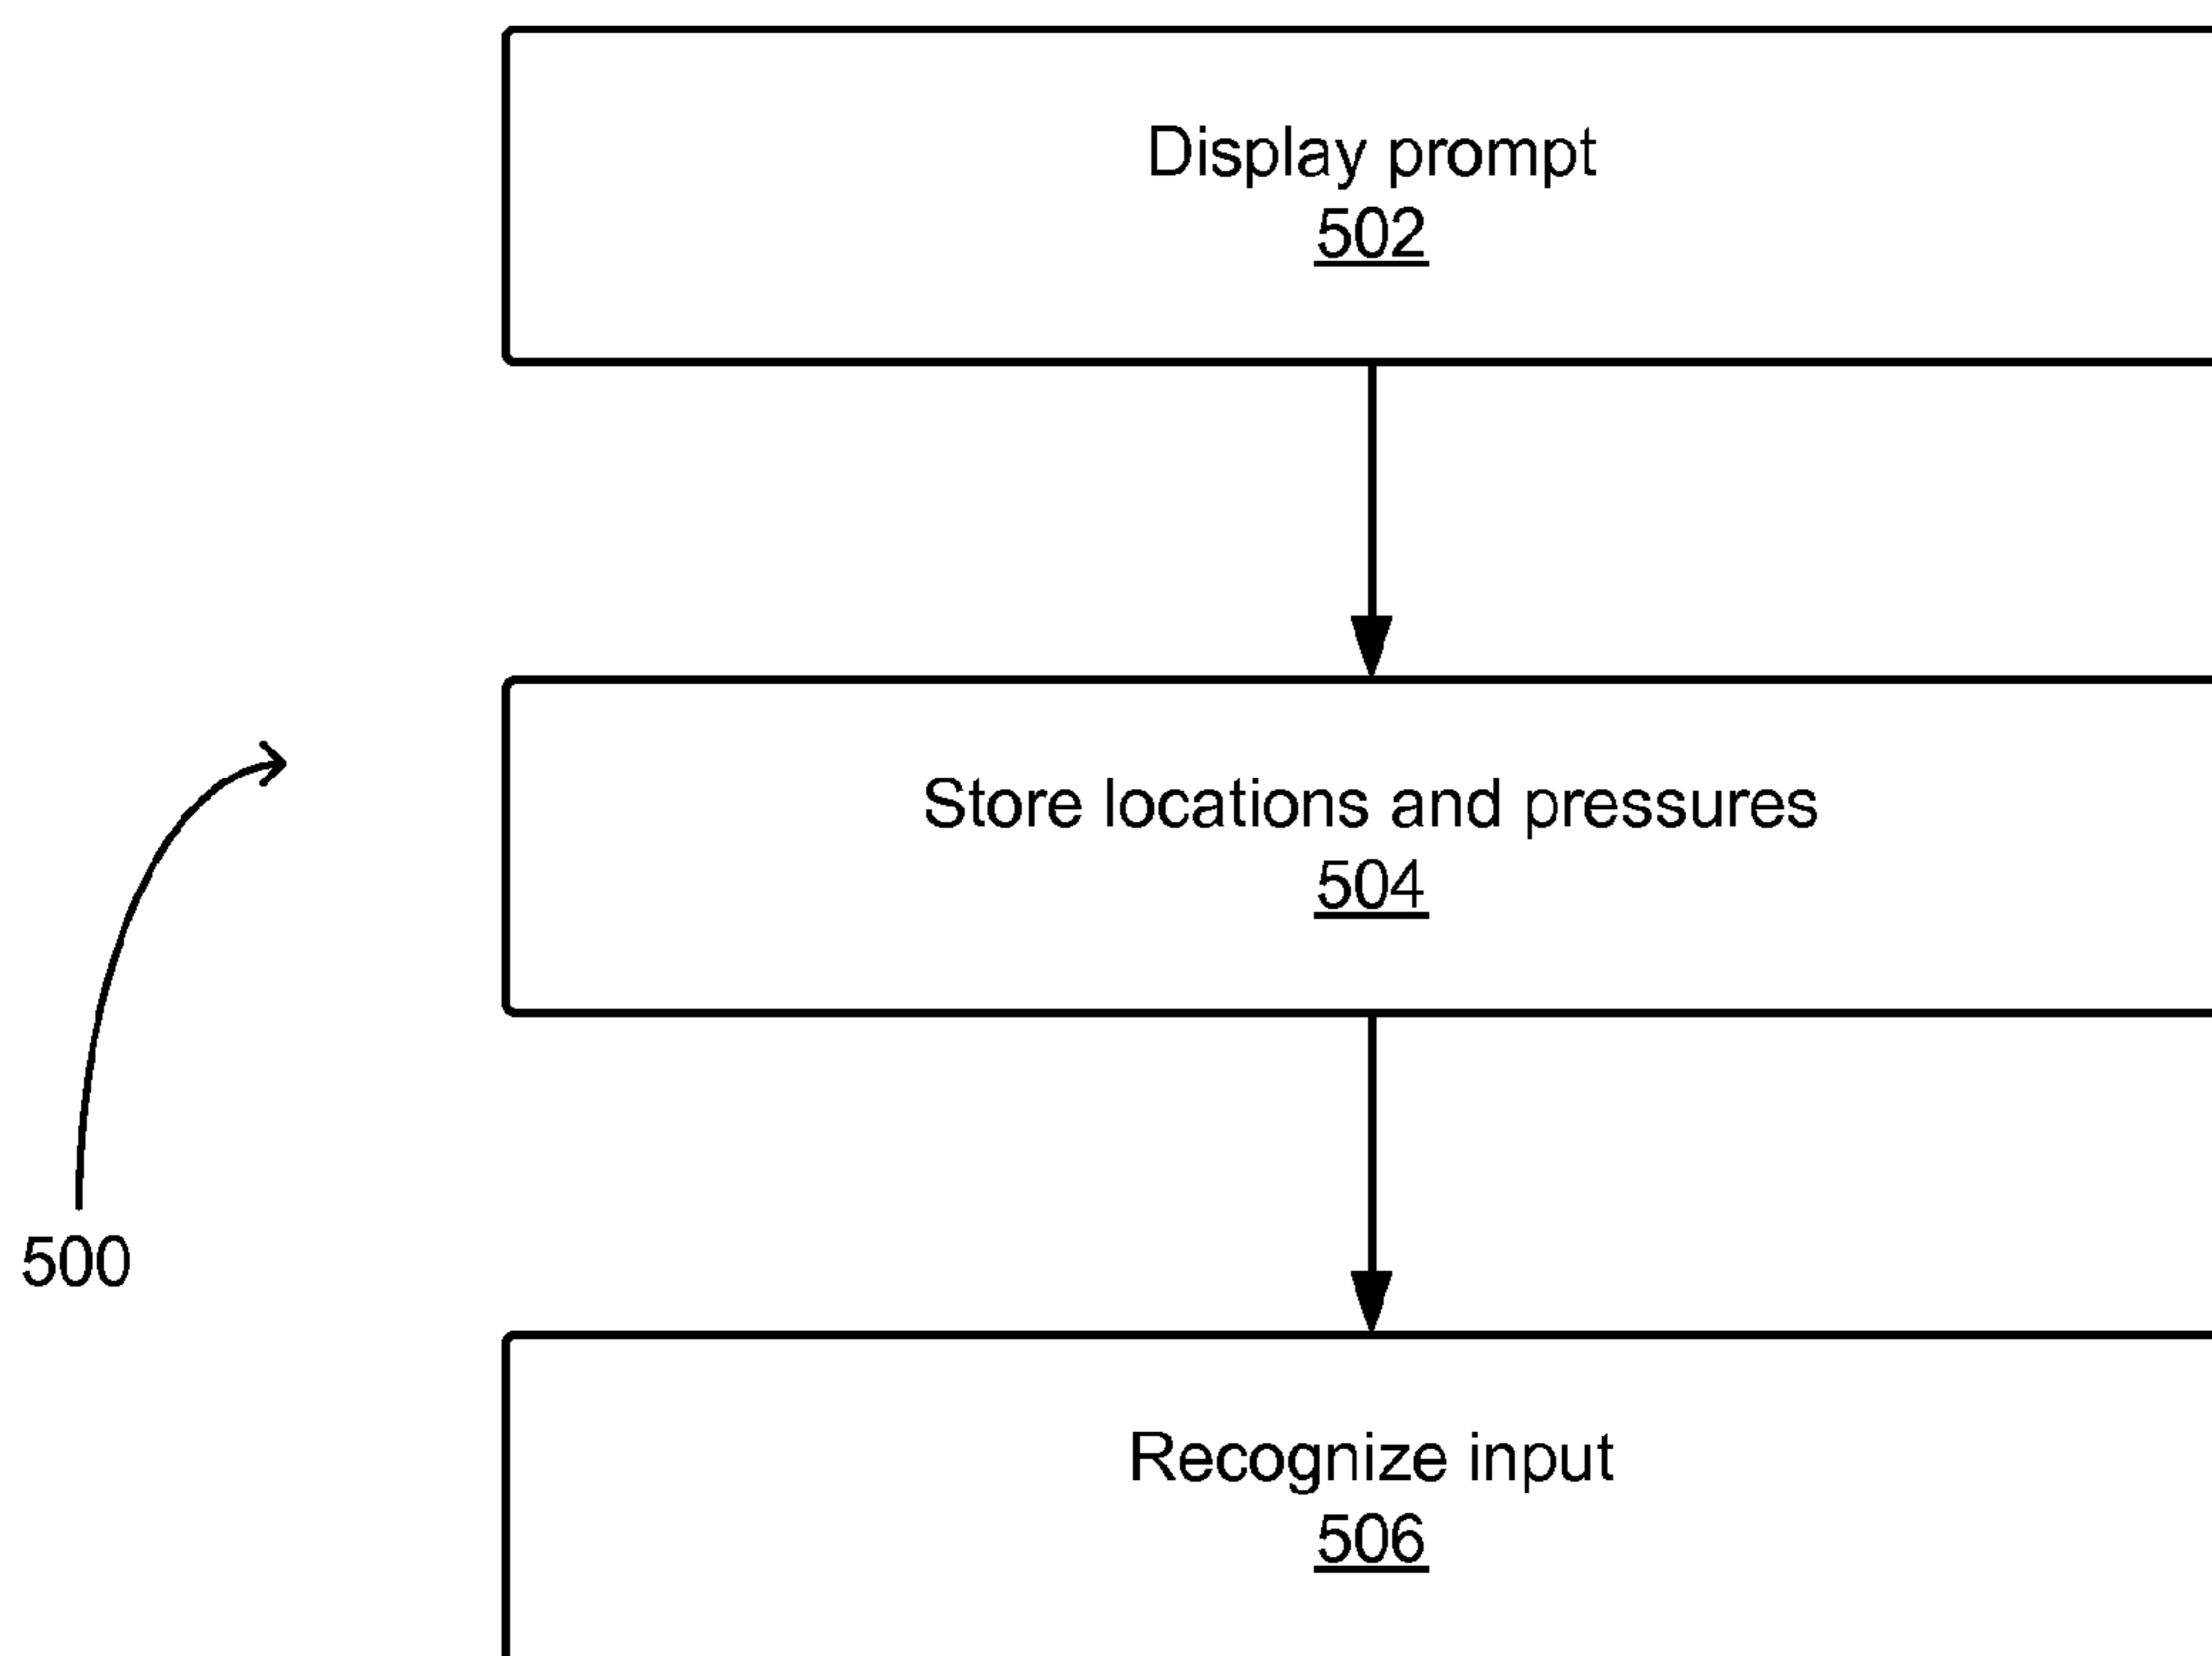 Display prompt
502
Store locations and pressures
504
500
Recognize input
506